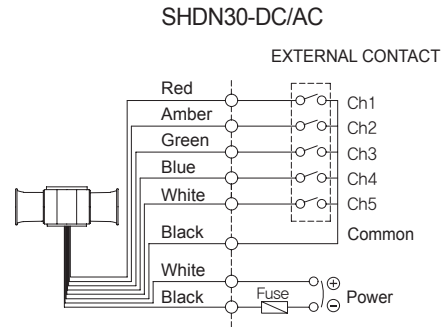 SHDN30-DC/AC
EXTERNAL CONTACT
Red Ch1
Amber Ch2
Green Ch3
Blue Ch4
White Ch5
Black Common
White ⊕
Black Fuse ⊖ Power